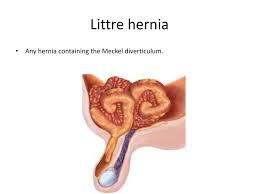 Littre hernia
• Any hernia containing the Meckel diverticulum.